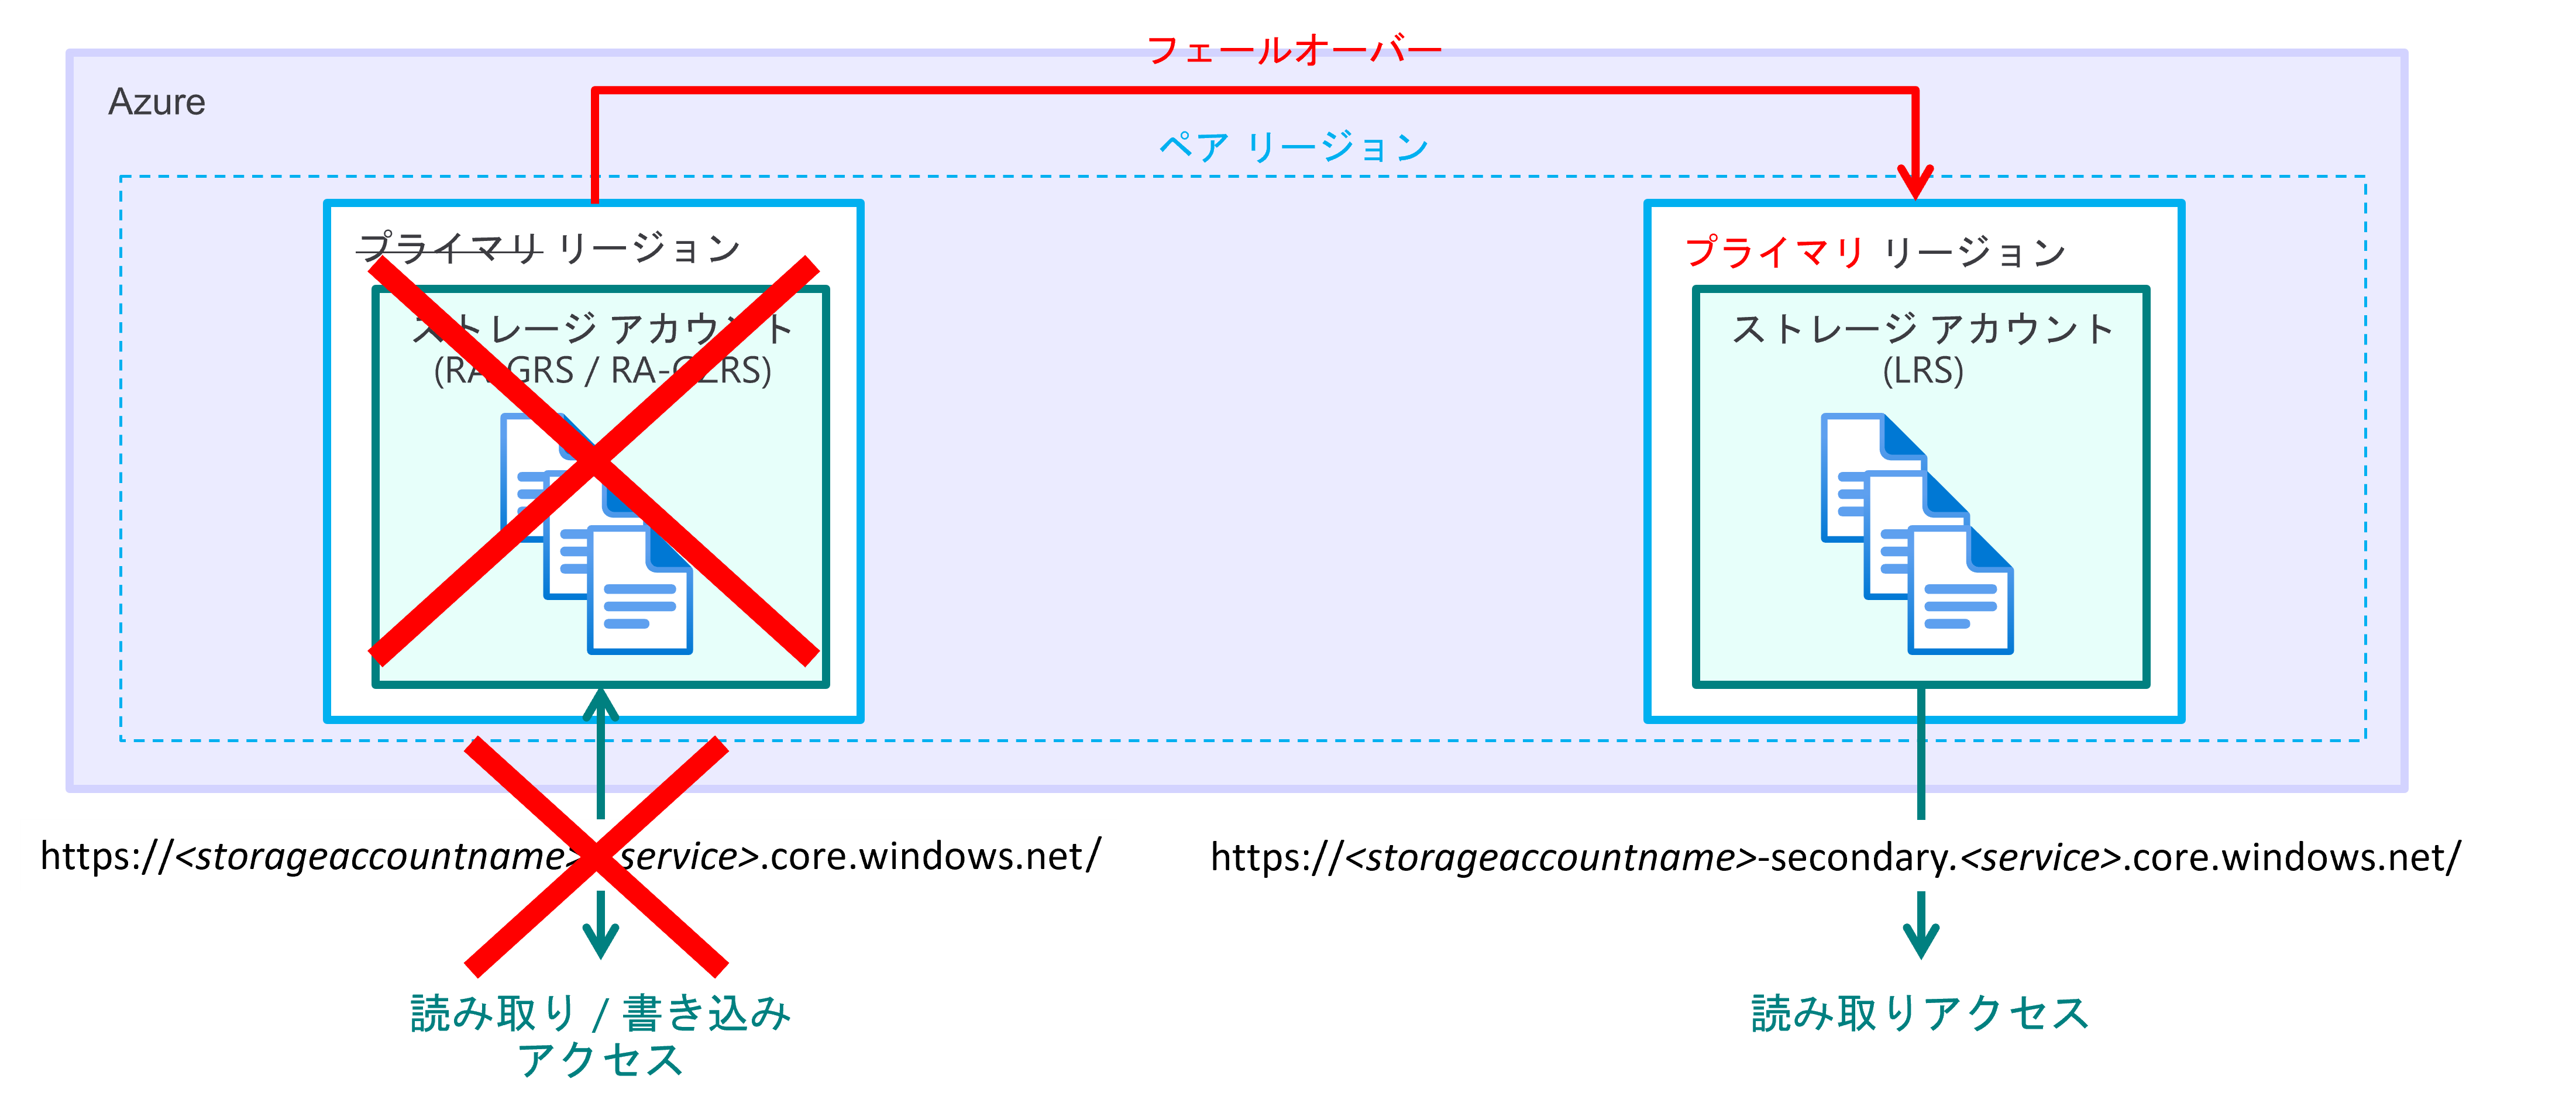 フェールオーバー
Azure
ペア リージョン
プライマリ リージョン
ストレージ アカウント
(RA-GRS / RA-GZRS)
プライマリ リージョン
ストレージ アカウント
(LRS)
https://<storageaccountname>.<service>.core.windows.net/
https://<storageaccountname>-secondary.<service>.core.windows.net/
読み取り / 書き込み
アクセス
読み取りアクセス